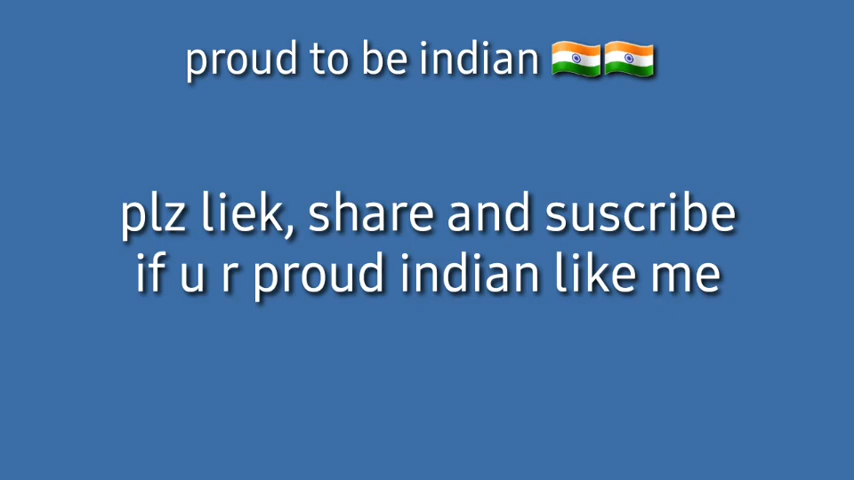 proud to be indian 🇮🇳🇮🇳
plz liek, share and suscribe
if u r proud indian like me